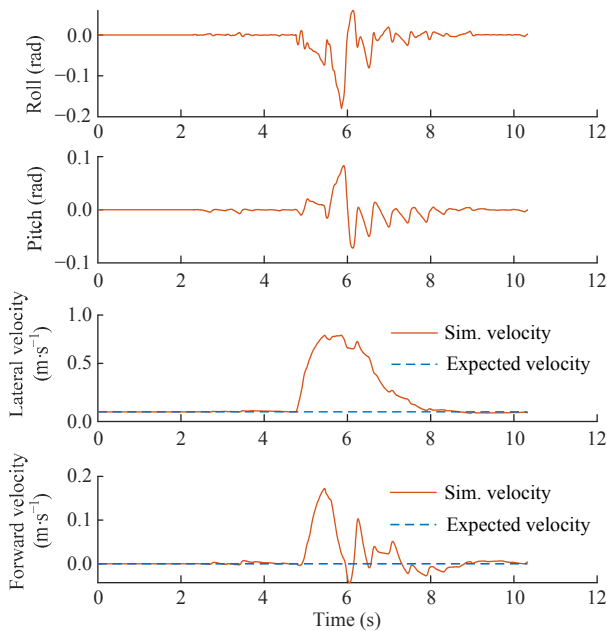 0.0
−0.1
−0.2
Roll (rad)
0 2 4 6 8 10 12
0.1
0.0
−0.1
Pitch (rad)
0 2 4 6 8 10 12
1.0
0.5
0.0
Lateral velocity
(m·s⁻¹)
Sim. velocity
Expected velocity
0 2 4 6 8 10 12
0.2
0.1
0.0
Forward velocity
(m·s⁻¹)
Sim. velocity
Expected velocity
0 2 4 6 8 10 12
Time (s)